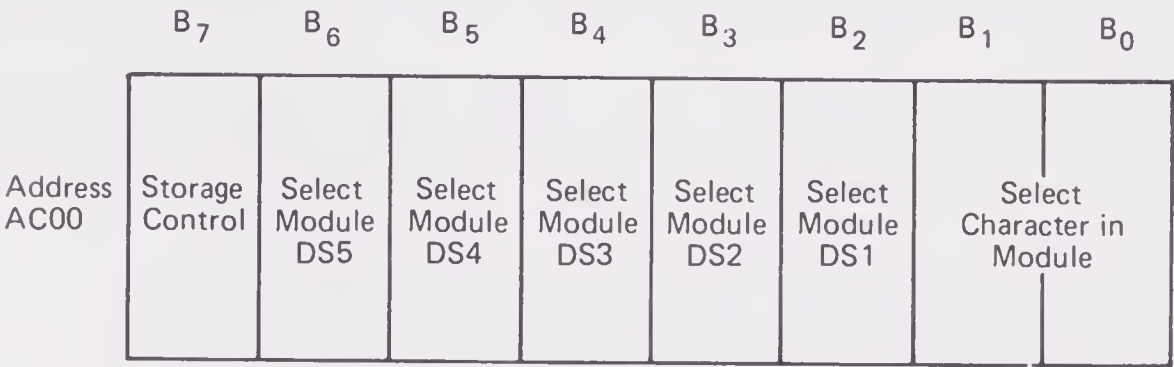 B7 B6 B5 B4 B3 B2 B1 B0
Address AC00
Storage Control
Select Module DS5
Select Module DS4
Select Module DS3
Select Module DS2
Select Module DS1
Select Character in Module